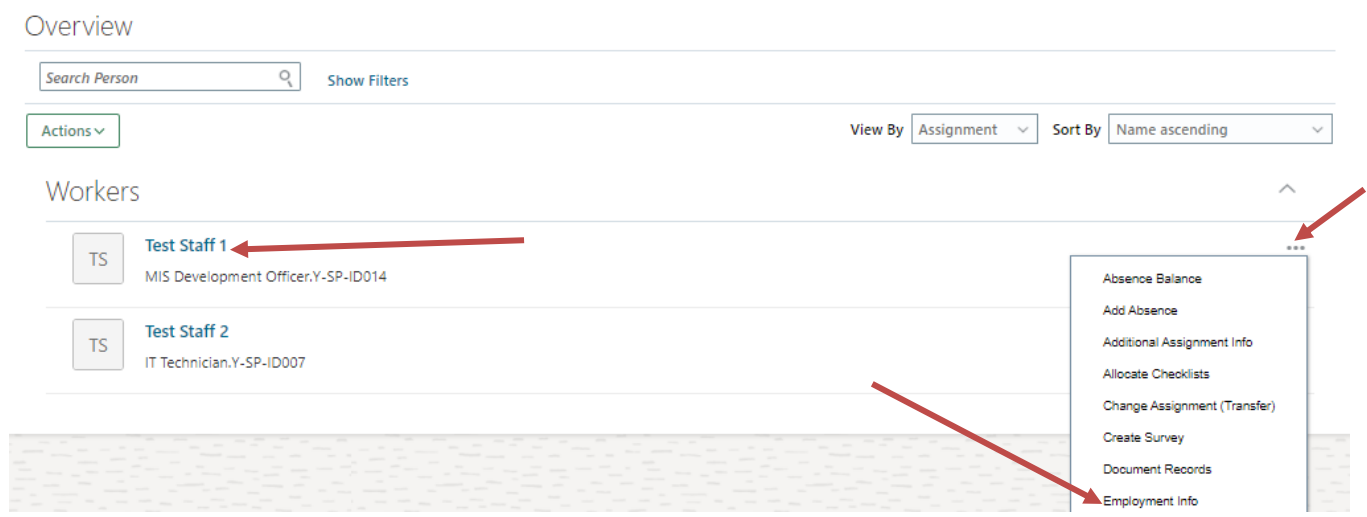 Overview
Search Person
Show Filters
Actions
View By Assignment Sort By Name ascending
Workers
TS
Test Staff 1
MIS Development Officer.Y-SP-ID014
TS
Test Staff 2
IT Technician.Y-SP-ID007
Absence Balance
Add Absence
Additional Assignment Info
Allocate Checklists
Change Assignment (Transfer)
Create Survey
Document Records
Employment Info